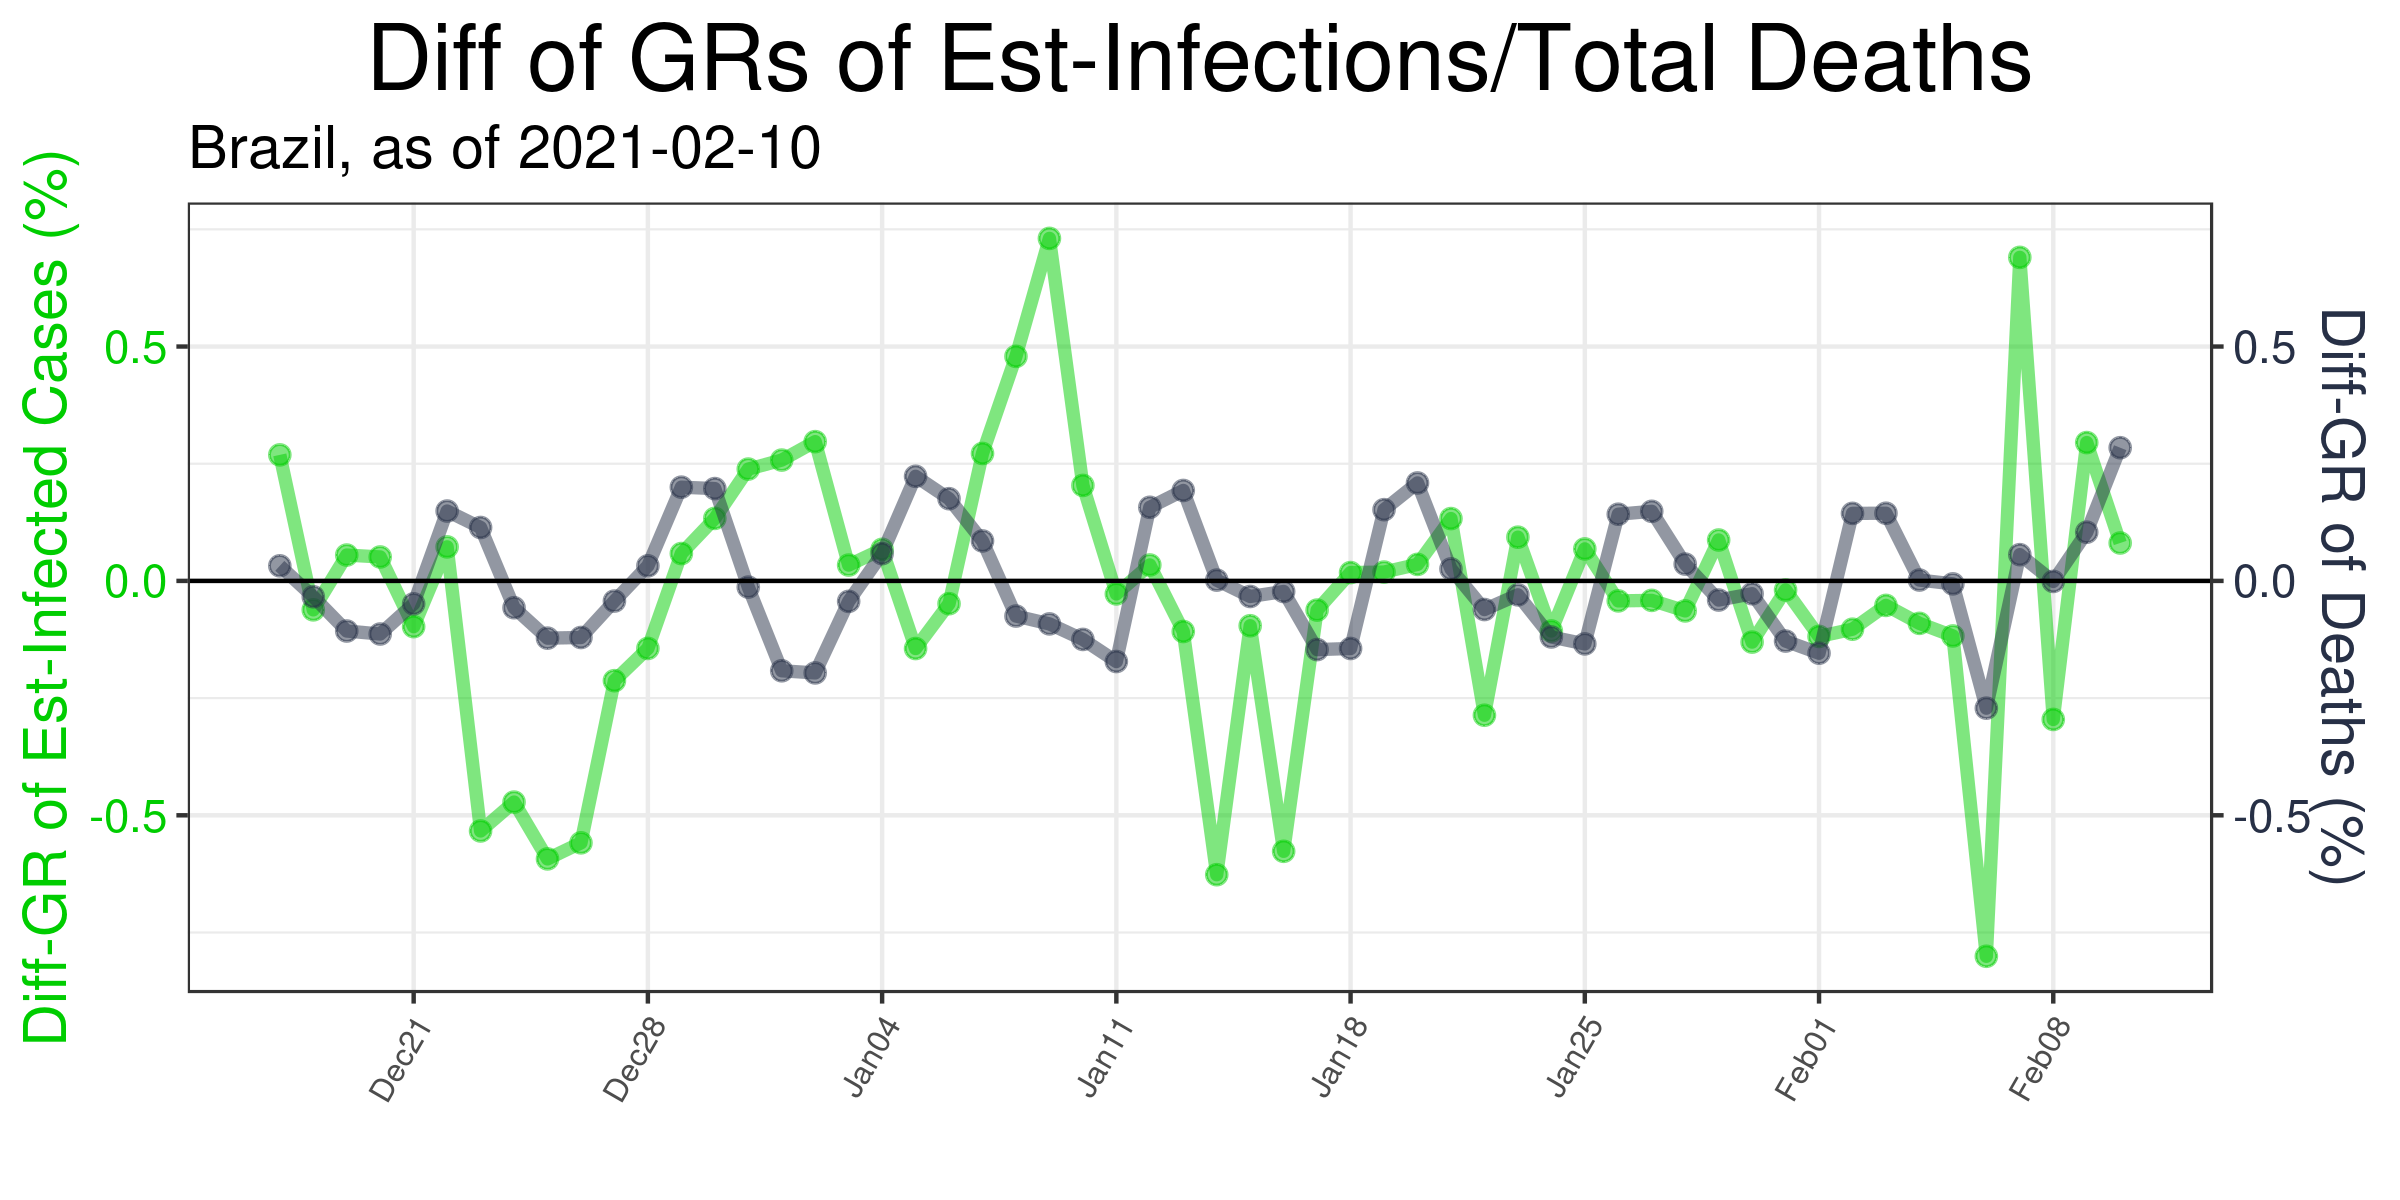 Diff of GRs of Est-Infections/Total Deaths
Brazil, as of 2021-02-10
Diff-GR of Est-Infected Cases (%)
0.5
0.0
-0.5
0.5
0.0
-0.5
Diff-GR of Deaths (%)
Dec21
Dec28
Jan04
Jan11
Jan18
Jan25
Feb01
Feb08